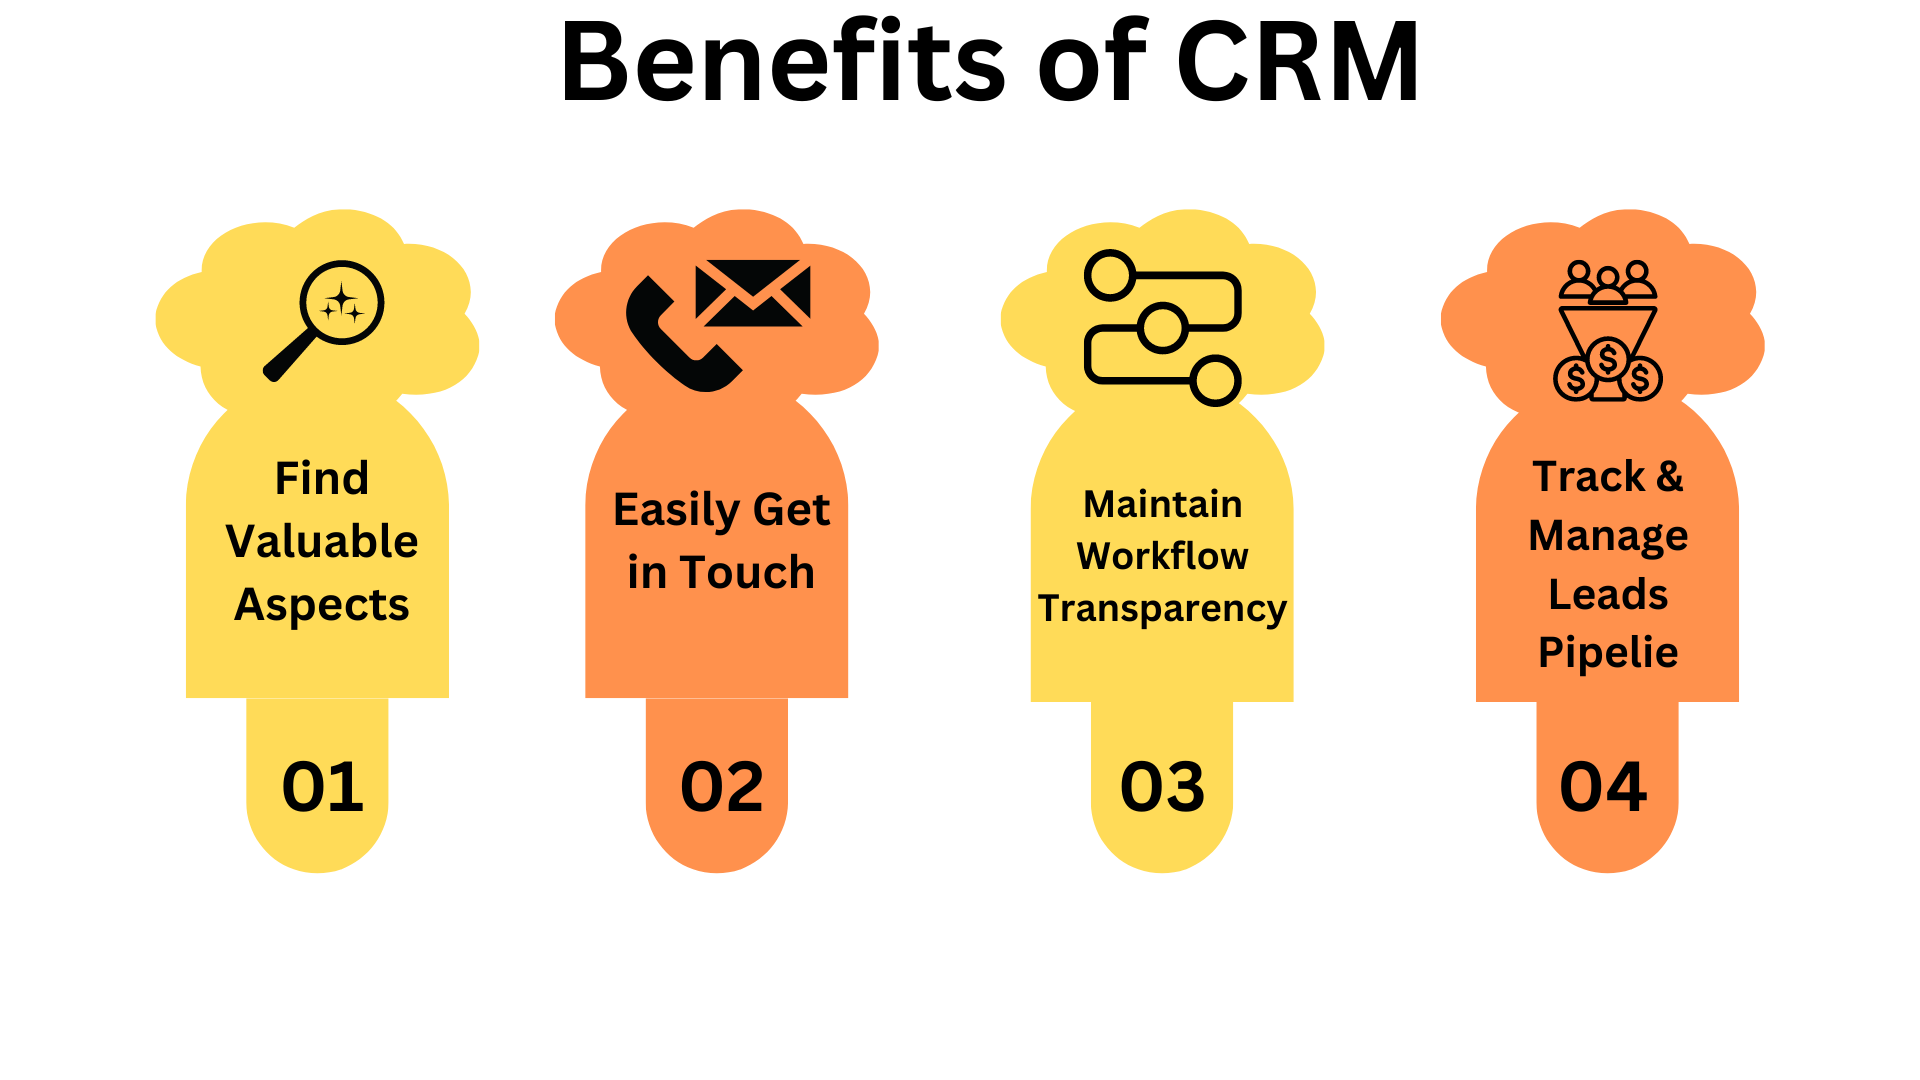 Benefits of CRM
Find
Valuable
Aspects
01
Easily Get
in Touch
02
Maintain
Workflow
Transparency
03
Track &
Manage
Leads
Pipelie
04